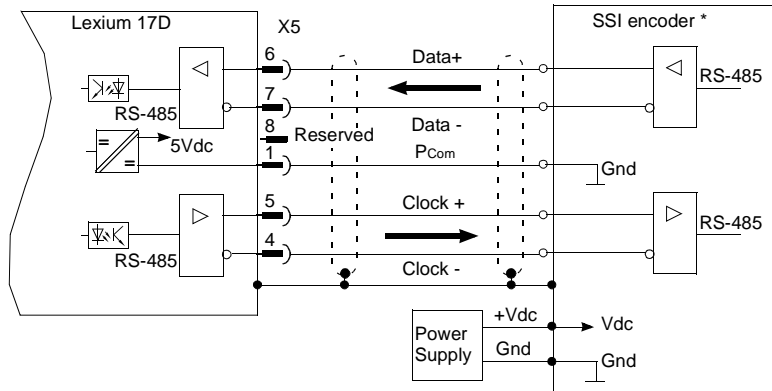 Lexium 17D
X5
SSI encoder *
6
Data+
RS-485
RS-485
7
8
Reserved
Data -
5Vdc
1
PCom
Gnd
5
Clock +
RS-485
RS-485
4
Clock -
+Vdc
Vdc
Power
Supply
Gnd
Gnd
=
=